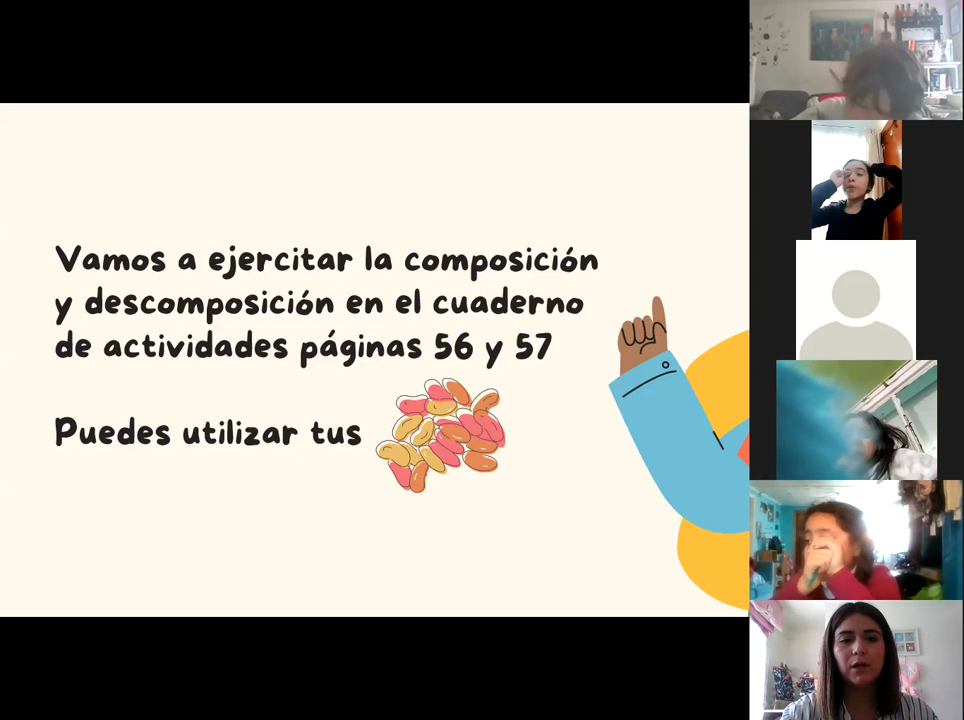 Vamos a ejercitar la composición
y descomposición en el cuaderno
de actividades páginas 56 y 57
Puedes utilizar tus